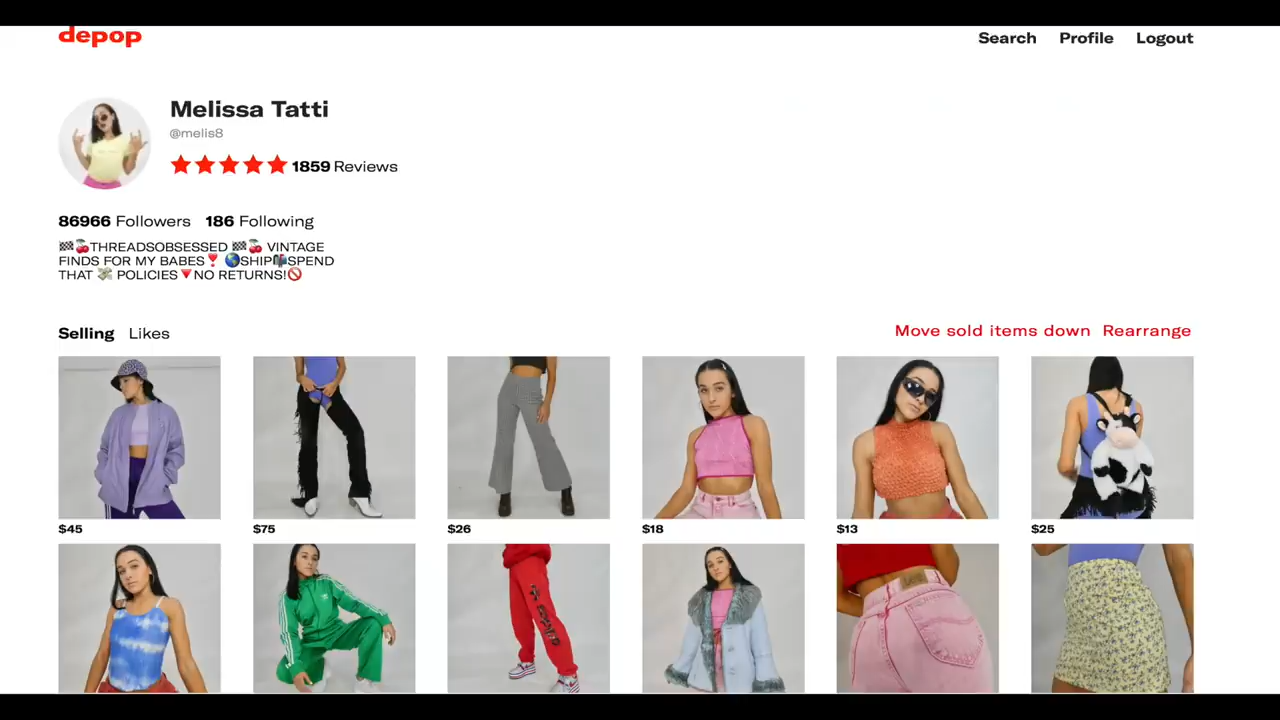 depop
Search Profile Logout
Melissa Tatti
@melis8
1859 Reviews
86966 Followers 186 Following
🏁🍒THREADSOBSESSED 🏁🍒 VINTAGE
FINDS FOR MY BABES❣️ 🌎SHIP📬SPEND
THAT 💸 POLICIES🔻NO RETURNS!🚫
Selling Likes
Move sold items down Rearrange
$45 $75 $26 $18 $13 $25
Lee